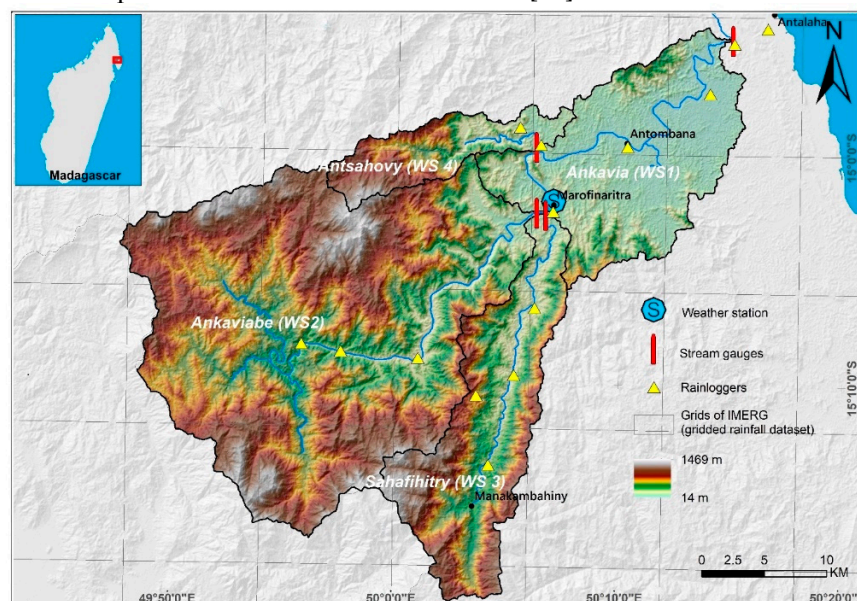 Antalaha
N
Madagascar
Antombana
Antsahovy (WS 4)
Ankavia (WS1)
15°0'0"S
Marofinaritra
S
Ankaviabe (WS2)
S
Weather station
Stream gauges
Rainloggers
Grids of IMERG
(gridded rainfall dataset)
15°10'0"S
1469 m
14 m
Sahafihitry (WS 3)
Manakambahiny
0 2.5 5 10
KM
49°50'0"E
50°0'0"E
50°10'0"E
50°20'0"E